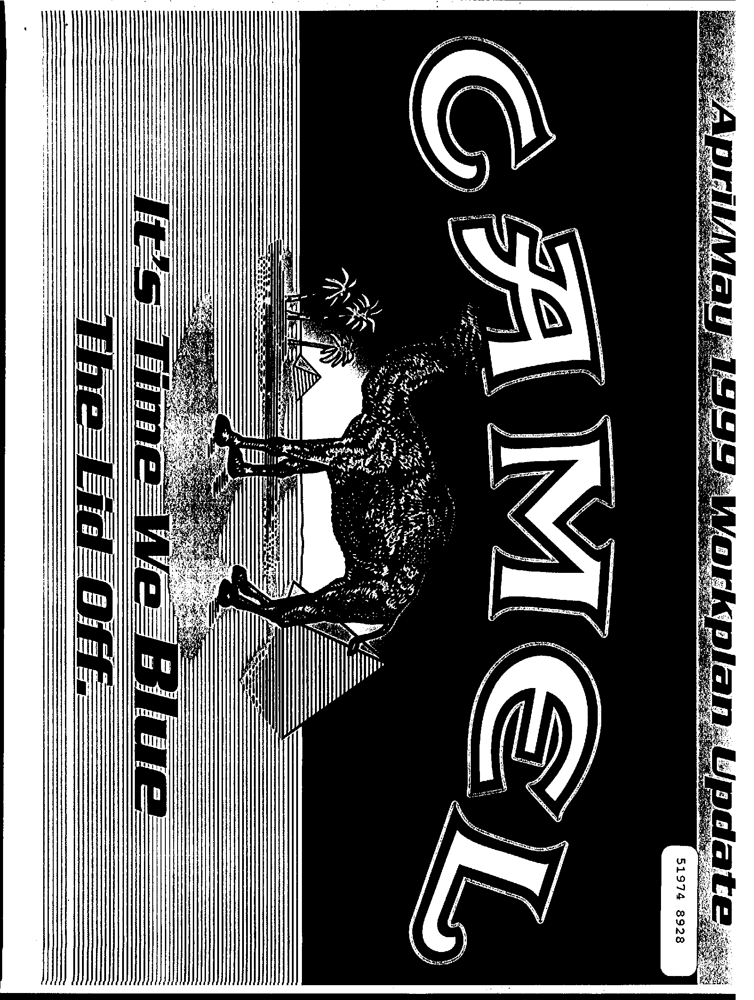 April/May 1999 Workplan Update
CAMEL
It's Time We Blue
The Lid Off.
51974 8928